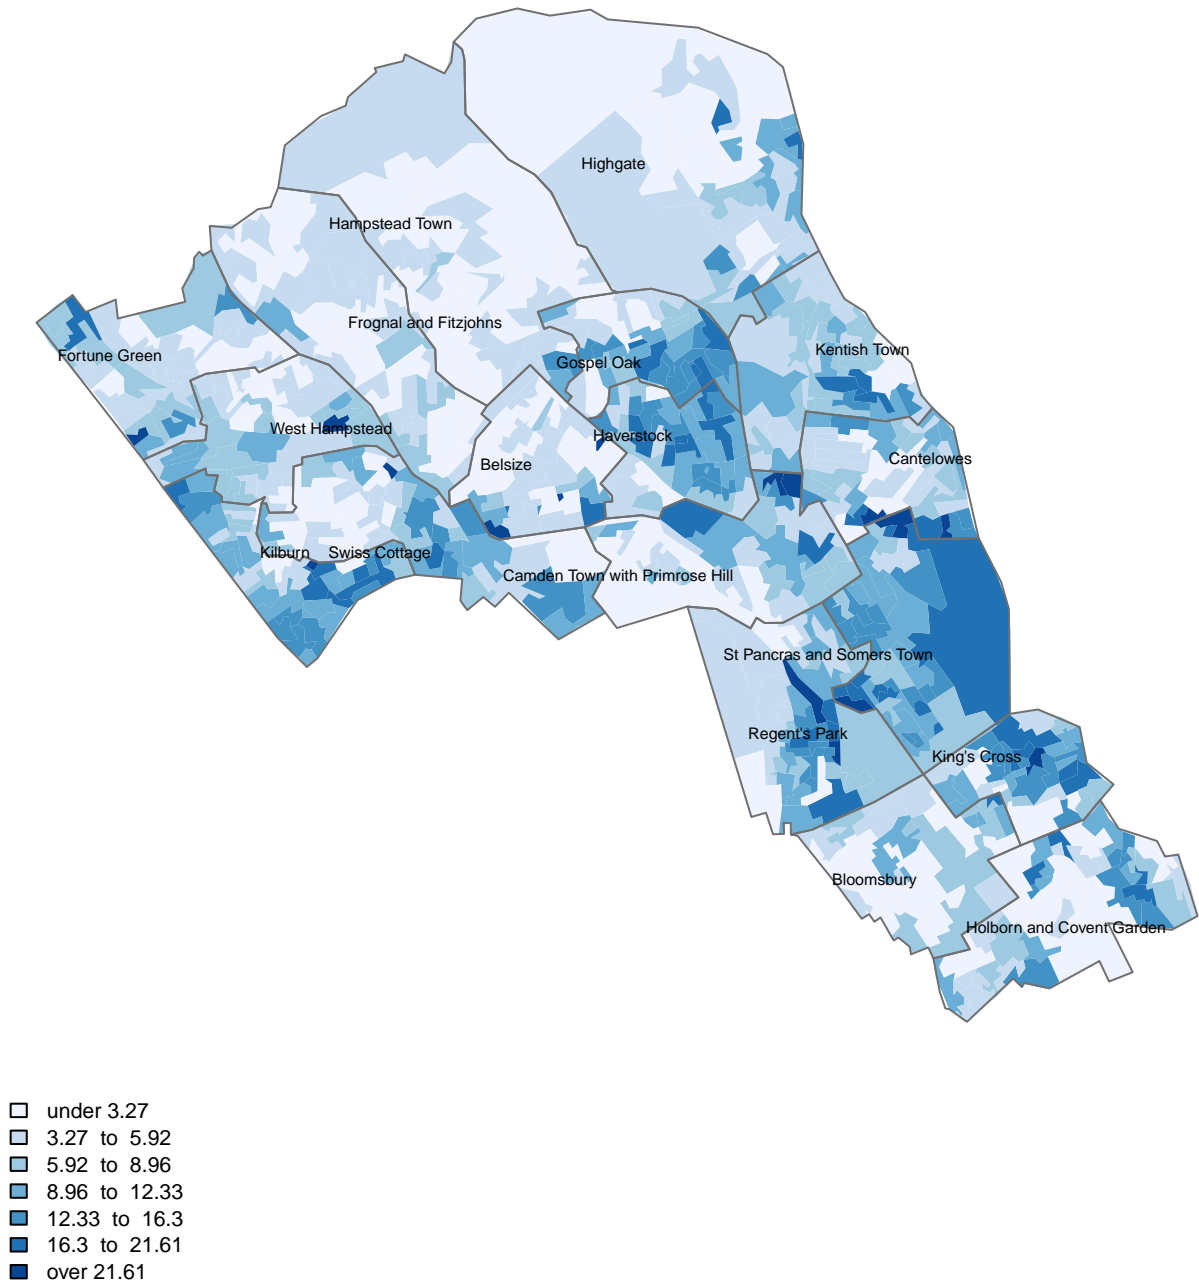 Highgate
Hampstead Town
Frognal and Fitzjohns
Fortune Green
Gospel Oak
Kentish Town
West Hampstead
Haverstock
Belsize
Cantelowes
Kilburn
Swiss Cottage
Camden Town with Primrose Hill
St Pancras and Somers Town
Regent's Park
King's Cross
Bloomsbury
Holborn and Covent Garden
under 3.27
3.27 to 5.92
5.92 to 8.96
8.96 to 12.33
12.33 to 16.3
16.3 to 21.61
over 21.61